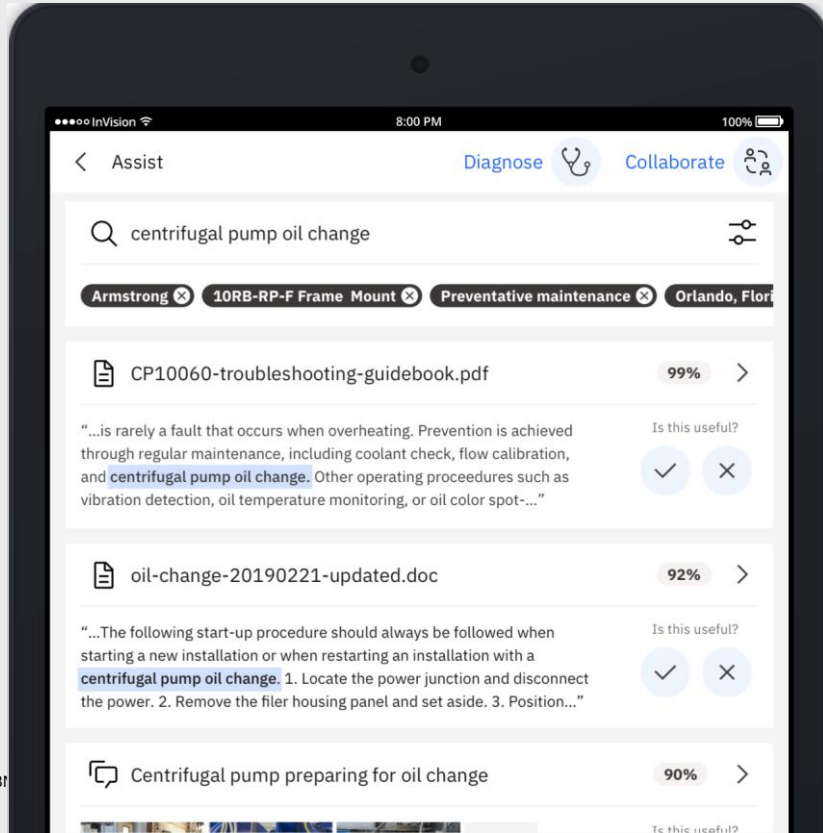 InVision
8:00 PM
100%
Assist
Diagnose
Collaborate
centrifugal pump oil change
Armstrong
10RB-RP-F Frame Mount
Preventative maintenance
Orlando, Flori
CP10060-troubleshooting-guidebook.pdf
99%
“...is rarely a fault that occurs when overheating. Prevention is achieved
through regular maintenance, including coolant check, flow calibration,
and centrifugal pump oil change. Other operating proceedures such as
vibration detection, oil temperature monitoring, or oil color spot-...”
Is this useful?
oil-change-20190221-updated.doc
92%
“...The following start-up procedure should always be followed when
starting a new installation or when restarting an installation with a
centrifugal pump oil change. 1. Locate the power junction and disconnect
the power. 2. Remove the filer housing panel and set aside. 3. Position...”
Is this useful?
Centrifugal pump preparing for oil change
90%
Is this useful?